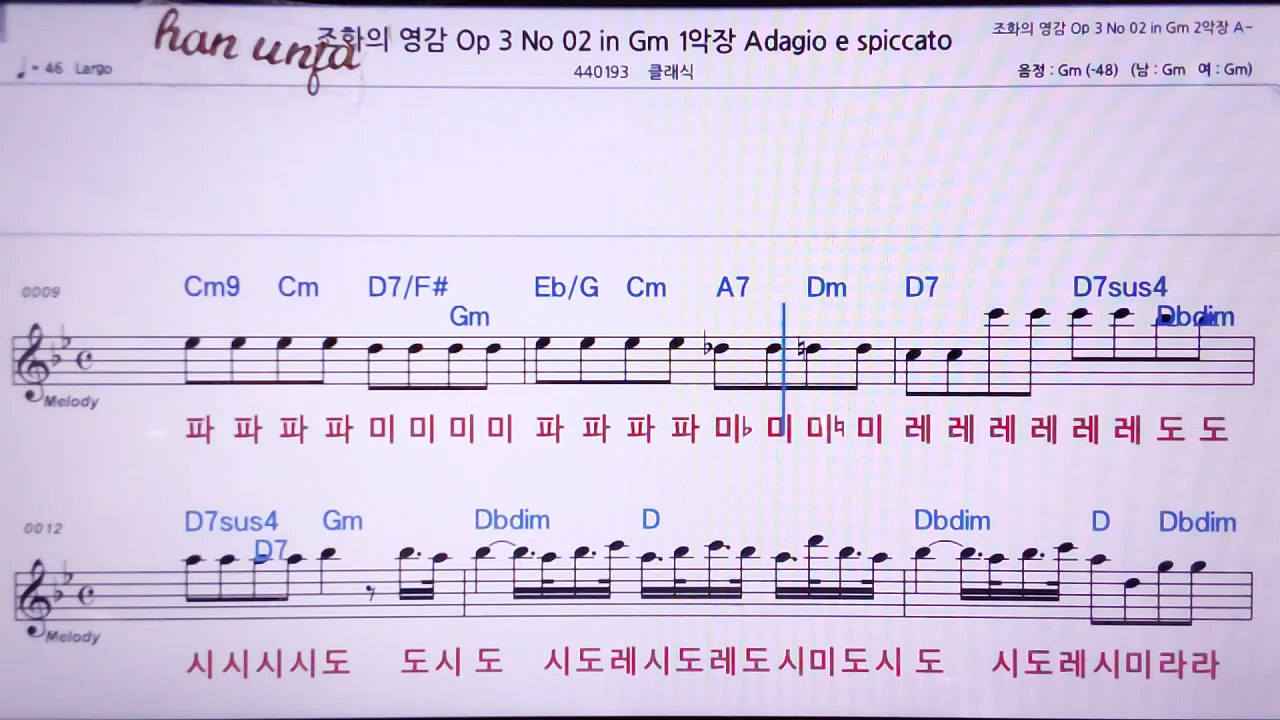 han unfa
조화의 영감 Op 3 No 02 in Gm 1악장 Adagio e spiccato
조화의 영감 Op 3 No 02 in Gm 2악장 A-
♩= 46 Largo
440193 클래식
음정 : Gm (-48) (남 : Gm 여 : Gm)
0009
Cm9 Cm D7/F# Gm Eb/G Cm A7 Dm D7 D7sus4 Dbdim
Melody
파 파 파 파 미 미 미 미 파 파 파 파 미♭ 미 미♮ 미 레 레 레 레 레 레 도 도
0012
D7sus4 D7 Gm Dbdim D Dbdim D Dbdim
Melody
시 시 시 시 도 도 시 도 시 도 레 시 도 레 도 시 미 도 시 도 시 도 레 시 미 라 라